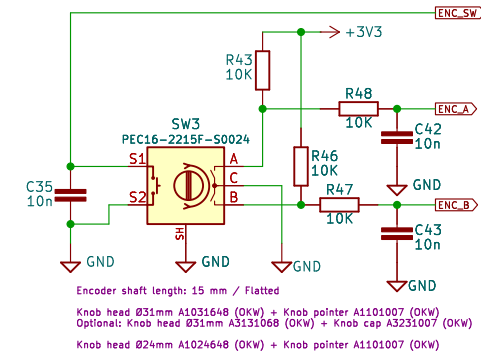 ENC_SW
+3V3
R43
10K
R48
10K
ENC_A
SW3
PEC16-2215F-S0024
C42
10n
S1
A
R46
10K
C35
10n
C
GND
S2
B
R47
10K
ENC_B
SH
C43
10n
GND
GND
GND
GND
Encoder shaft length: 15 mm / Flatted
Knob head Ø31mm A1031648 (OKW) + Knob pointer A1101007 (OKW)
Optional: Knob head Ø31mm A3131068 (OKW) + Knob cap A3231007 (OKW)
Knob head Ø24mm A1024648 (OKW) + Knob pointer A1101007 (OKW)